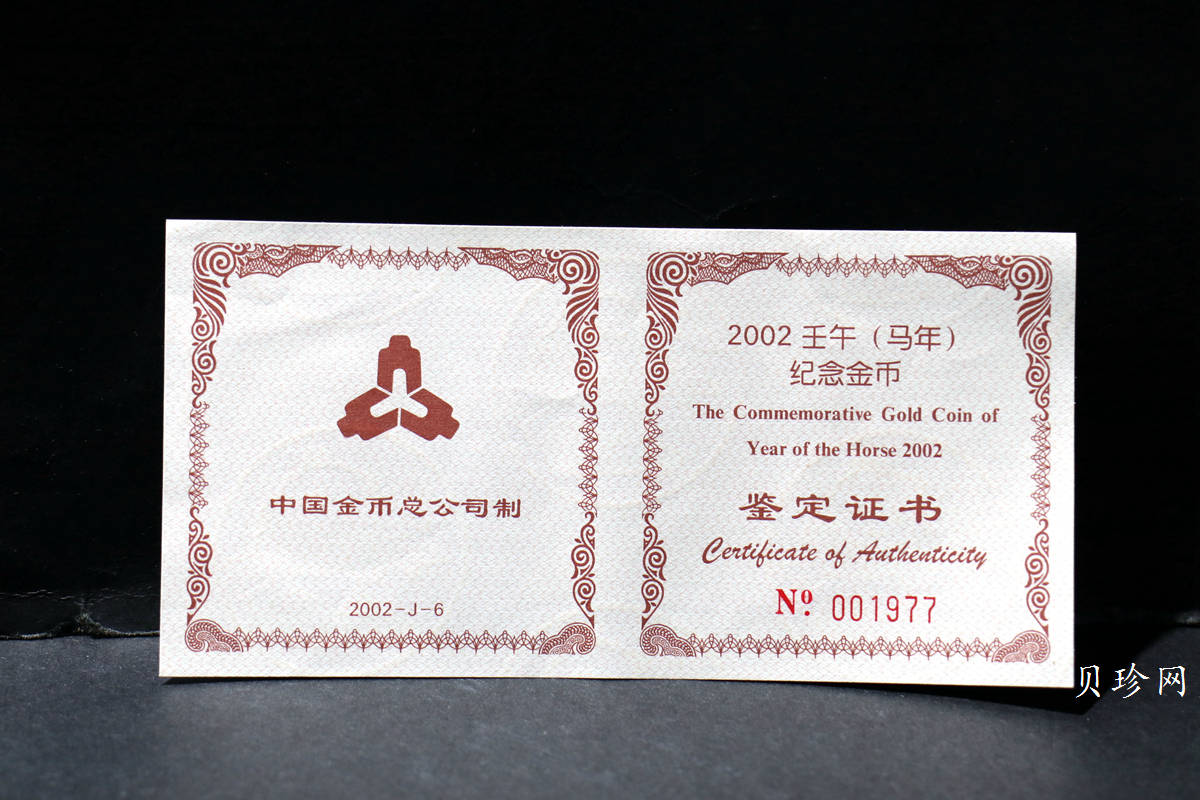 中国金币总公司制
2002-J-6
2002 壬午（马年）
纪念金币
The Commemorative Gold Coin of
Year of the Horse 2002
鉴定证书
Certificate of Authenticity
Nº. 001977
贝珍网